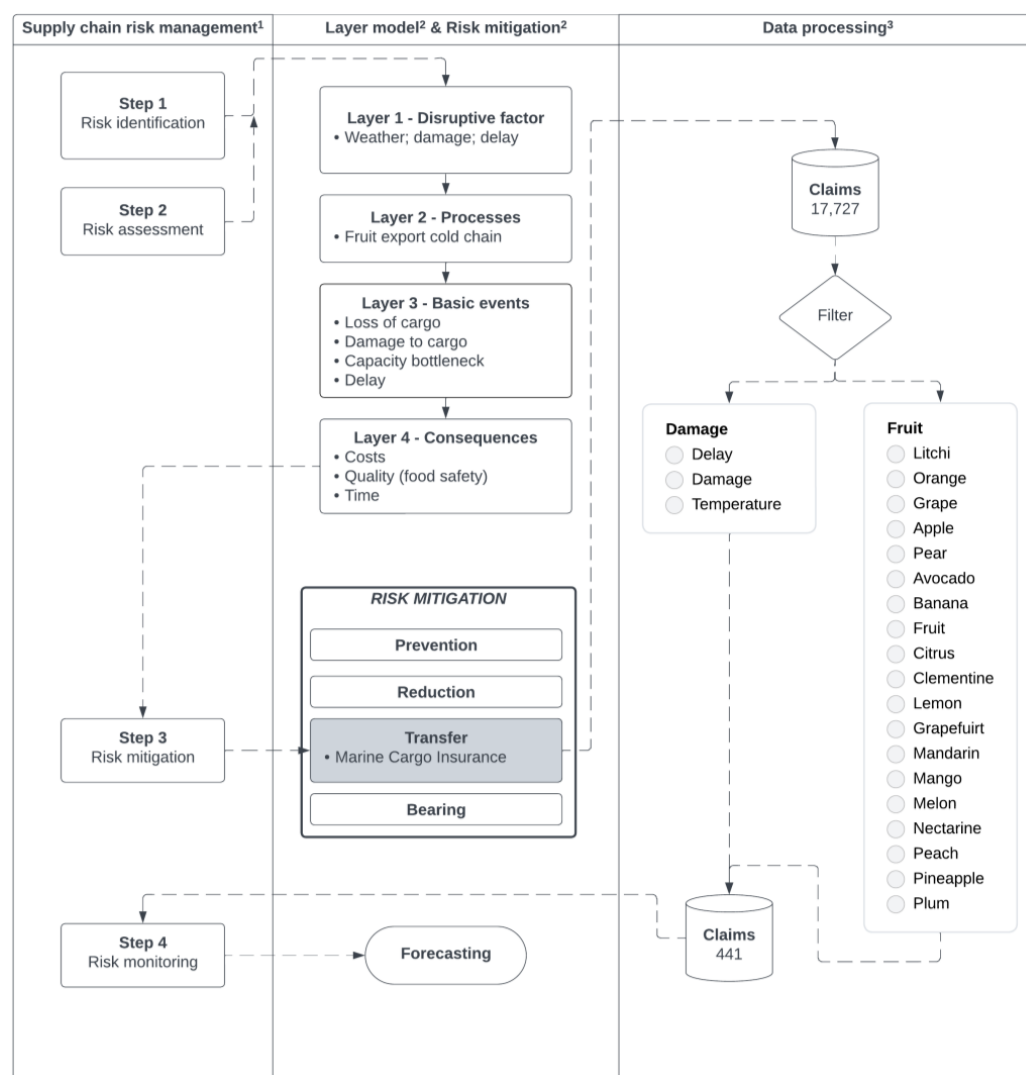 Supply chain risk management¹
Layer model² & Risk mitigation²
Data processing³
Step 1
Risk identification
Step 2
Risk assessment
Layer 1 - Disruptive factor
• Weather; damage; delay
Layer 2 - Processes
• Fruit export cold chain
Layer 3 - Basic events
• Loss of cargo
• Damage to cargo
• Capacity bottleneck
• Delay
Layer 4 - Consequences
• Costs
• Quality (food safety)
• Time
Step 3
Risk mitigation
RISK MITIGATION
Prevention
Reduction
Transfer
• Marine Cargo Insurance
Bearing
Claims
17,727
Filter
Damage
Delay
Damage
Temperature
Fruit
Litchi
Orange
Grape
Apple
Pear
Avocado
Banana
Fruit
Citrus
Clementine
Lemon
Grapefuirt
Mandarin
Mango
Melon
Nectarine
Peach
Pineapple
Plum
Claims
441
Step 4
Risk monitoring
Forecasting